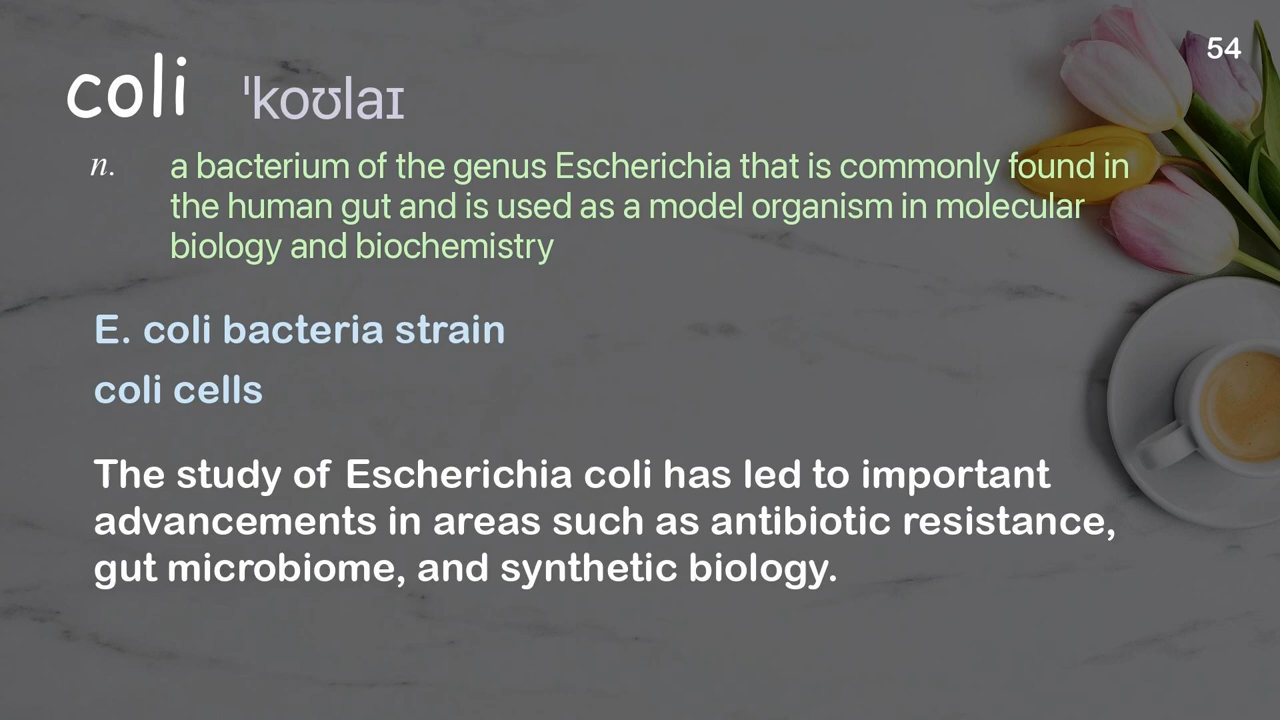 54
coli ˈkoʊlaɪ
n. a bacterium of the genus Escherichia that is commonly found in
the human gut and is used as a model organism in molecular
biology and biochemistry
E. coli bacteria strain
coli cells
The study of Escherichia coli has led to important
advancements in areas such as antibiotic resistance,
gut microbiome, and synthetic biology.